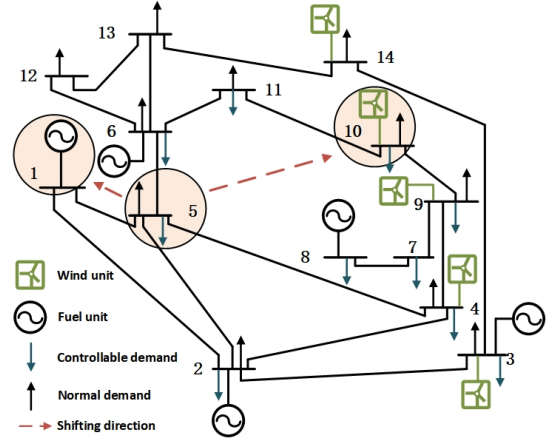 13
14
12
11
6
10
1
5
9
8
7
4
2
3
Wind unit
Fuel unit
Controllable demand
Normal demand
Shifting direction